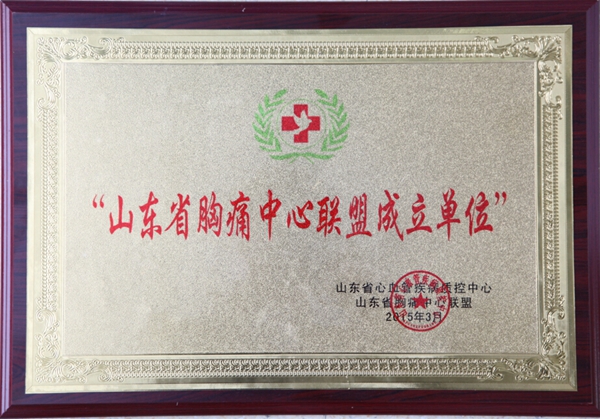 “山东省胸痛中心联盟成立单位”
山东省心血管疾病质控中心
山东省胸痛中心联盟
2015年3月